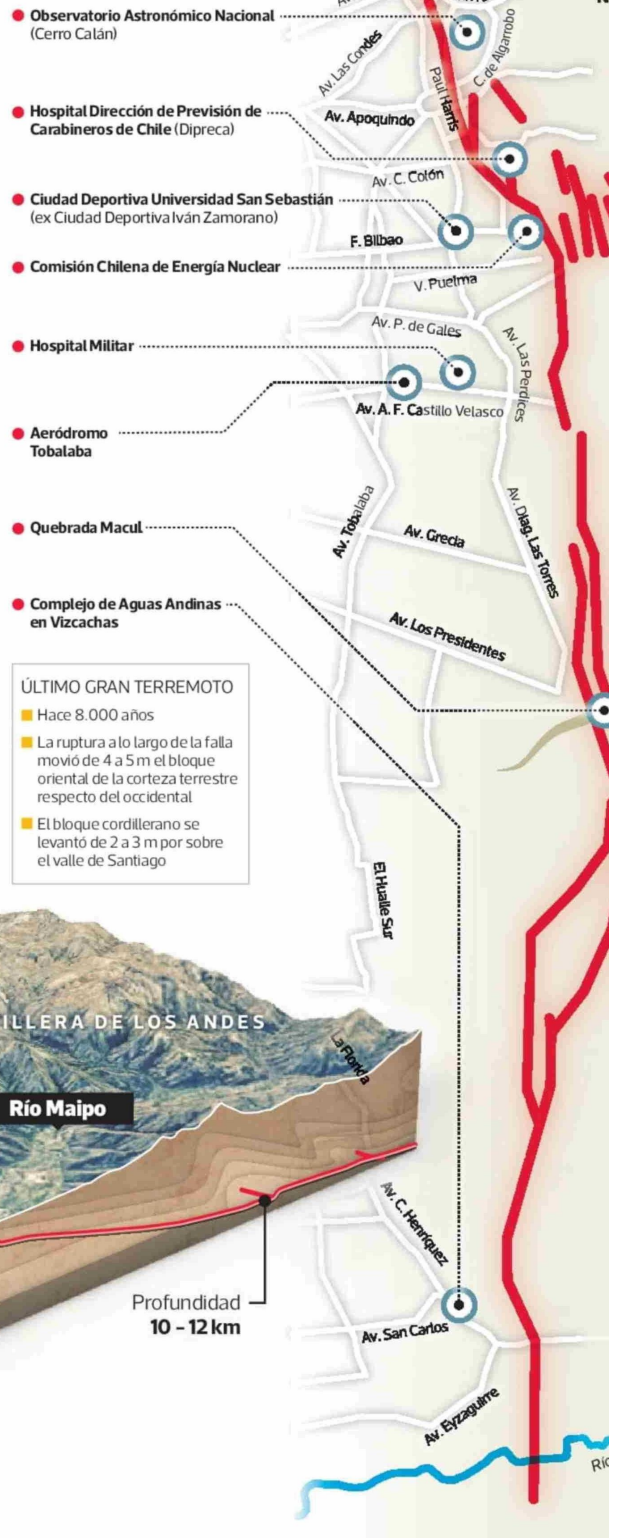 Observatorio Astronómico Nacional
(Cerro Calán)
Hospital Dirección de Previsión de
Carabineros de Chile (Dipreca)
Ciudad Deportiva Universidad San Sebastián
(ex Ciudad Deportiva Iván Zamorano)
Comisión Chilena de Energía Nuclear
Hospital Militar
Aeródromo
Tobalaba
Quebrada Macul
Complejo de Aguas Andinas
en Vizcachas
Av. Las Condes
C. de Algarrobo
Paul Harris
Av. Apoquindo
Av. C. Colón
F. Bilbao
V. Puelma
Av. P. de Gales
Av. Las Perdices
Av. A. F. Castillo Velasco
Av. Tobalaba
Av. Grecia
Av. Diag. Las Torres
Av. Los Presidentes
ÚLTIMO GRAN TERREMOTO
Hace 8.000 años
La ruptura a lo largo de la falla
movió de 4 a 5 m el bloque
oriental de la corteza terrestre
respecto del occidental
El bloque cordillerano se
levantó de 2 a 3 m por sobre
el valle de Santiago
El Hualle Sur
ILLERA DE LOS ANDES
La Florida
Río Maipo
Av. C. Henríquez
Profundidad
10 – 12 km
Av. San Carlos
Av. Eyzaguirre
Río